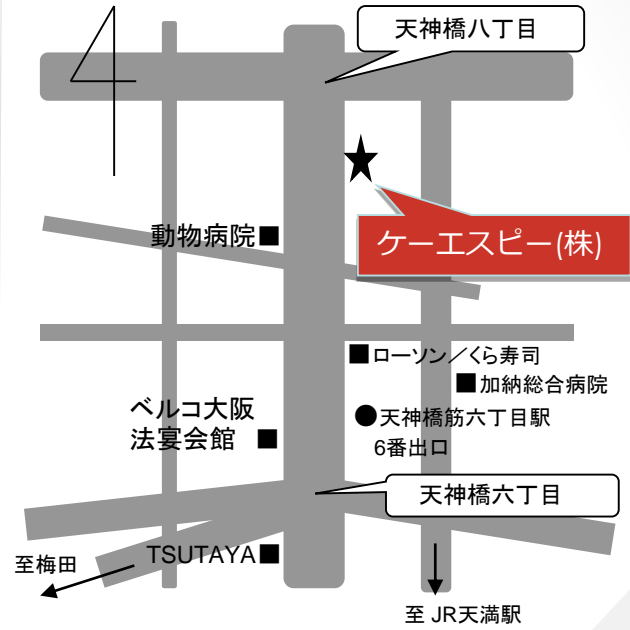 天神橋八丁目
動物病院
ケーエスピー(株)
ローソン／くら寿司
加納総合病院
ベルコ大阪
法宴会館
天神橋筋六丁目駅
6番出口
天神橋六丁目
TSUTAYA
至梅田
至 JR天満駅